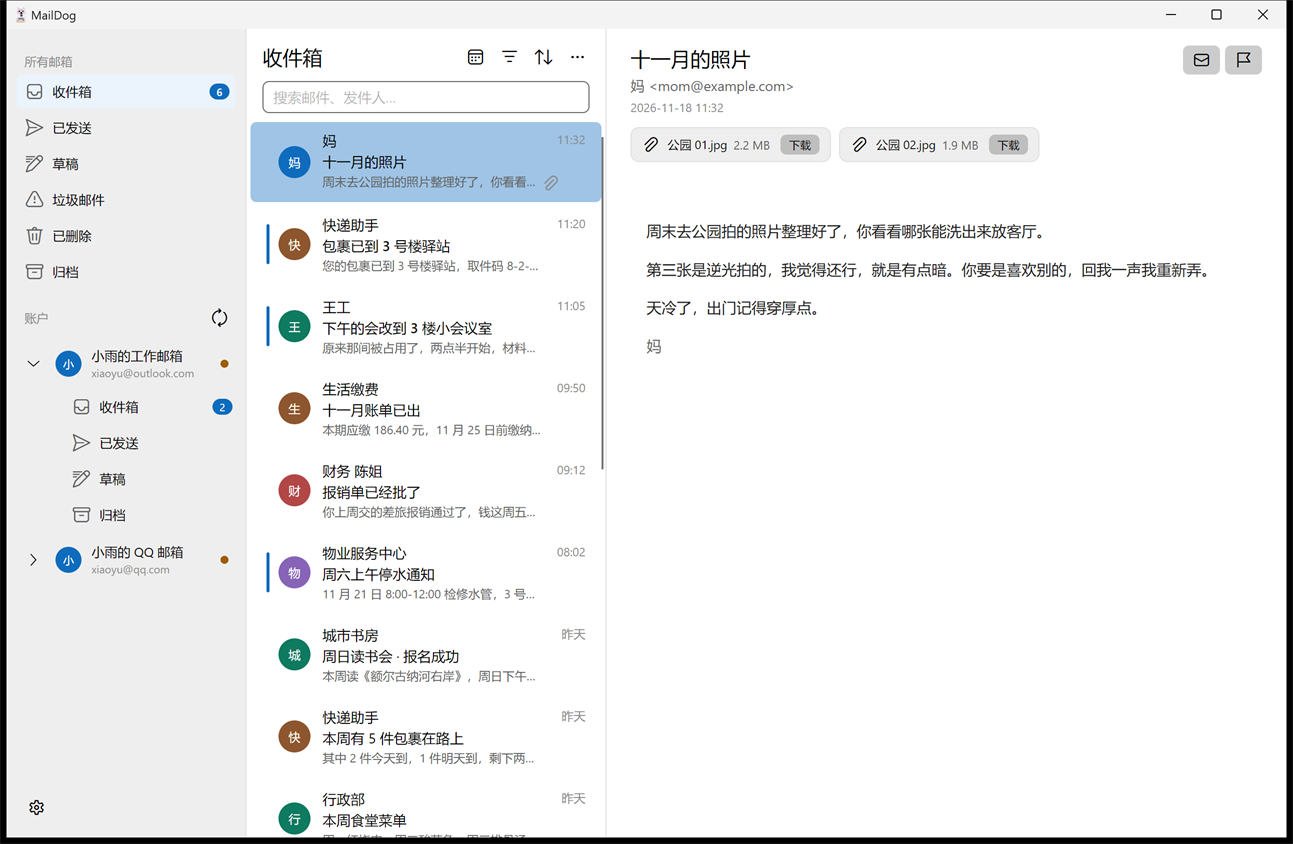 MailDog
所有邮箱
收件箱 6
已发送
草稿
垃圾邮件
已删除
归档
账户
小 小雨的工作邮箱
xiaoyu@outlook.com
收件箱 2
已发送
草稿
归档
小 小雨的 QQ 邮箱
xiaoyu@qq.com
收件箱
搜索邮件、发件人...
妈 11:32
妈 十一月的照片
周末去公园拍的照片整理好了，你看看...
快递助手 11:20
快 包裹已到 3 号楼驿站
您的包裹已到 3 号楼驿站，取件码 8-2-...
王工 11:05
王 下午的会改到 3 楼小会议室
原来那间被占用了，两点半开始，材料...
生活缴费 09:50
生 十一月账单已出
本期应缴 186.40 元，11 月 25 日前缴纳...
财务 陈姐 09:12
财 报销单已经批了
你上周交的差旅报销通过了，钱这周五...
物业服务中心 08:02
物 周六上午停水通知
11 月 21 日 8:00-12:00 检修水管，3 号...
城市书房 昨天
城 周日读书会 · 报名成功
本周读《额尔古纳河右岸》，周日下午...
快递助手 昨天
快 本周有 5 件包裹在路上
其中 2 件今天到，1 件明天到，剩下两...
行政部 昨天
行 本周食堂菜单
十一月的照片
妈 <mom@example.com>
2026-11-18 11:32
公园 01.jpg 2.2 MB 下载 公园 02.jpg 1.9 MB 下载
周末去公园拍的照片整理好了，你看看哪张能洗出来放客厅。
第三张是逆光拍的，我觉得还行，就是有点暗。你要是喜欢别的，回我一声我重新弄。
天冷了，出门记得穿厚点。
妈